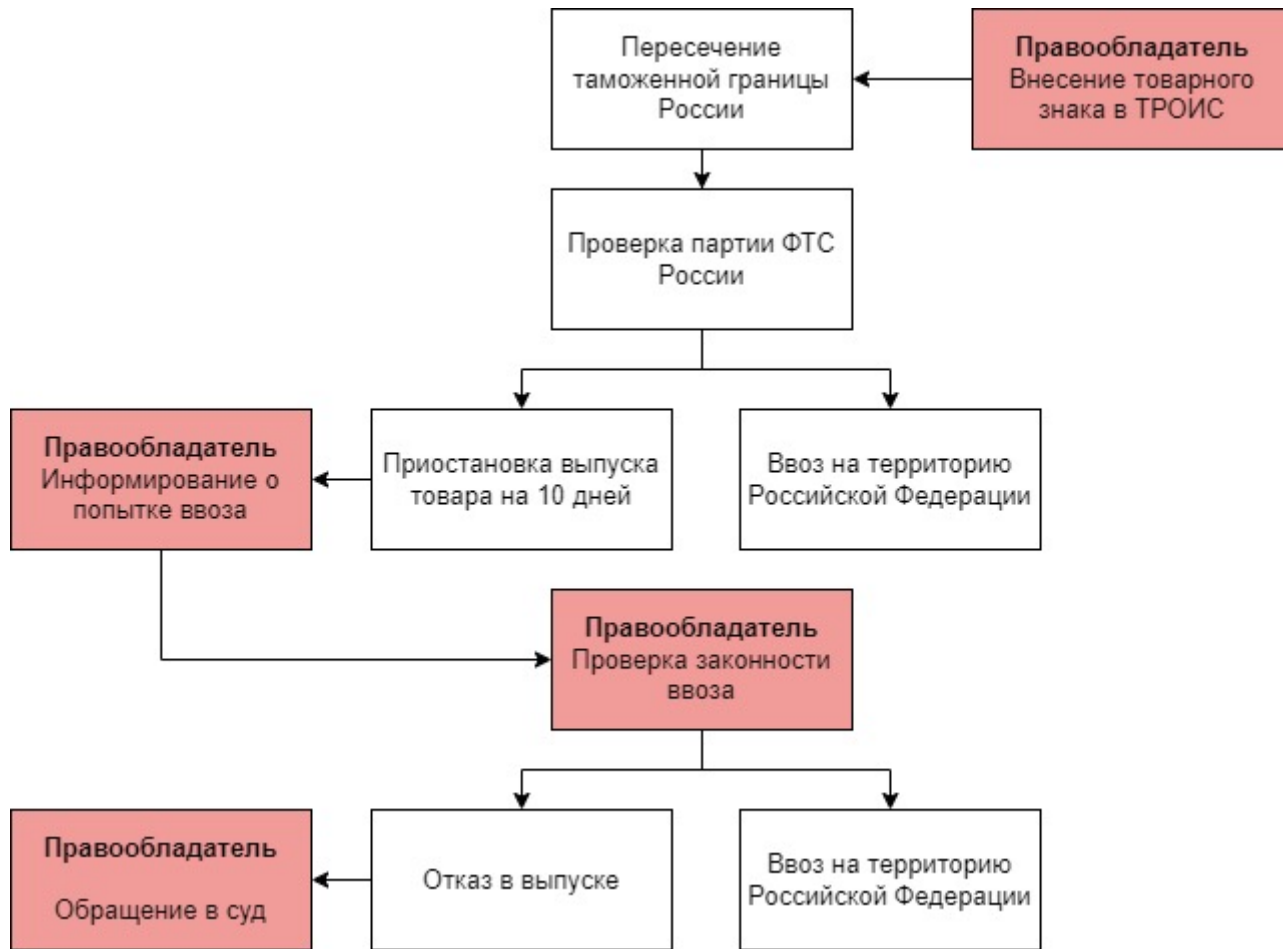 Пересечение
таможенной границы
России
Правообладатель
Внесение товарного
знака в ТРОИС
Проверка партии ФТС
России
Правообладатель
Информирование о
попытке ввоза
Приостановка выпуска
товара на 10 дней
Ввоз на территорию
Российской Федерации
Правообладатель
Проверка законности
ввоза
Правообладатель
Обращение в суд
Отказ в выпуске
Ввоз на территорию
Российской Федерации